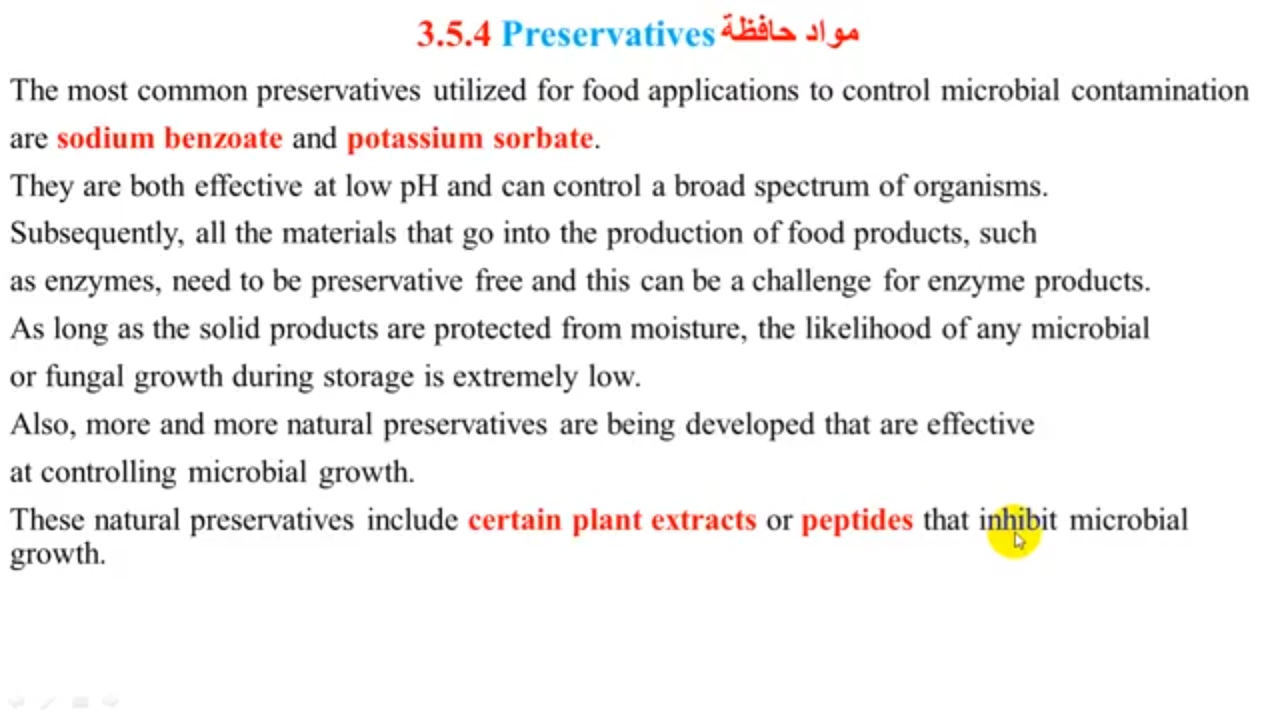 3.5.4 Preservatives مواد حافظة
The most common preservatives utilized for food applications to control microbial contamination
are sodium benzoate and potassium sorbate.
They are both effective at low pH and can control a broad spectrum of organisms.
Subsequently, all the materials that go into the production of food products, such
as enzymes, need to be preservative free and this can be a challenge for enzyme products.
As long as the solid products are protected from moisture, the likelihood of any microbial
or fungal growth during storage is extremely low.
Also, more and more natural preservatives are being developed that are effective
at controlling microbial growth.
These natural preservatives include certain plant extracts or peptides that inhibit microbial
growth.